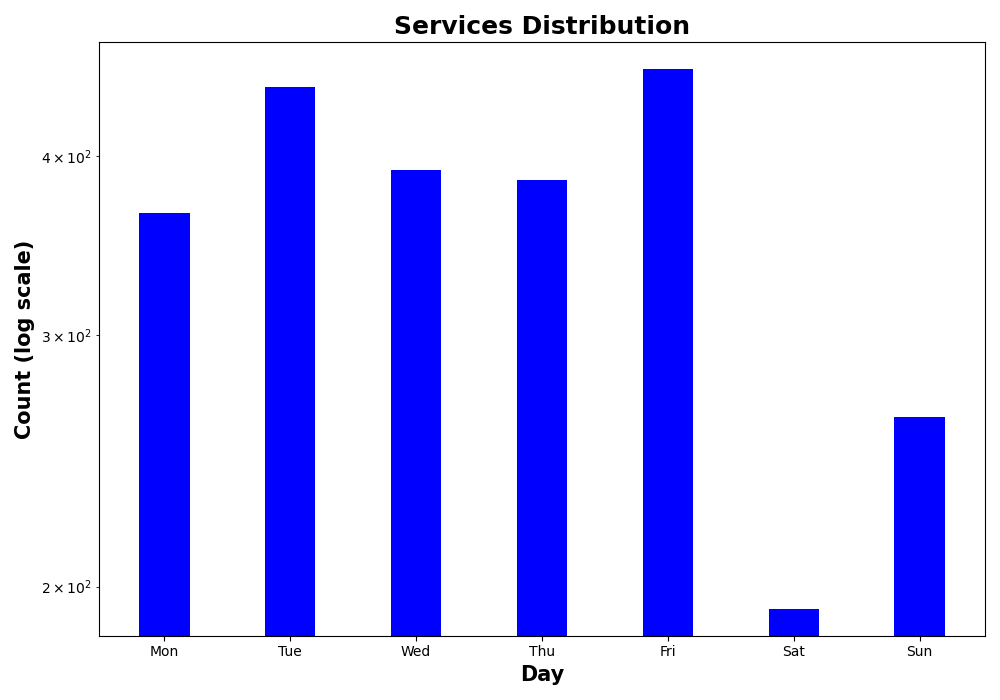 Services Distribution
Count (log scale)
4 × 10²
3 × 10²
2 × 10²
Mon Tue Wed Thu Fri Sat Sun
Day